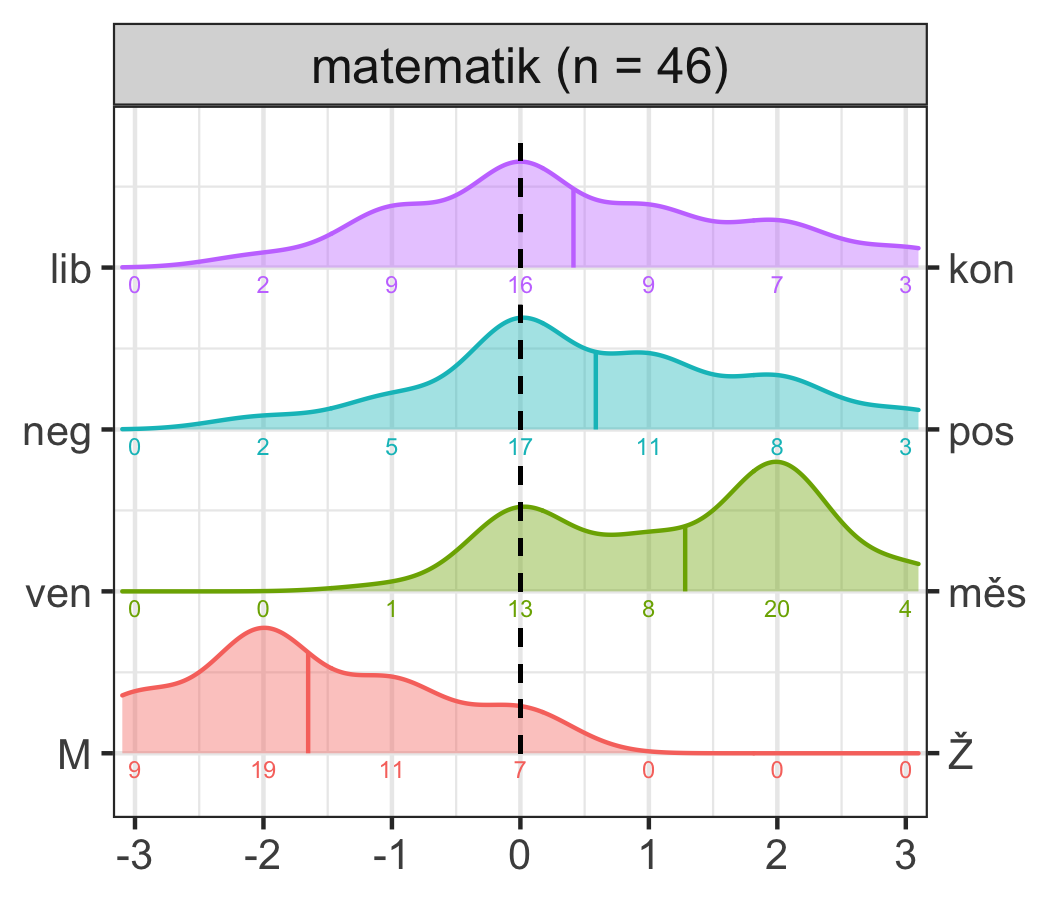 matematik (n = 46)
lib kon
0 2 9 16 9 7 3
neg pos
0 2 5 17 11 8 3
ven měs
0 0 1 13 8 20 4
M Ž
9 19 11 7 0 0 0
-3 -2 -1 0 1 2 3